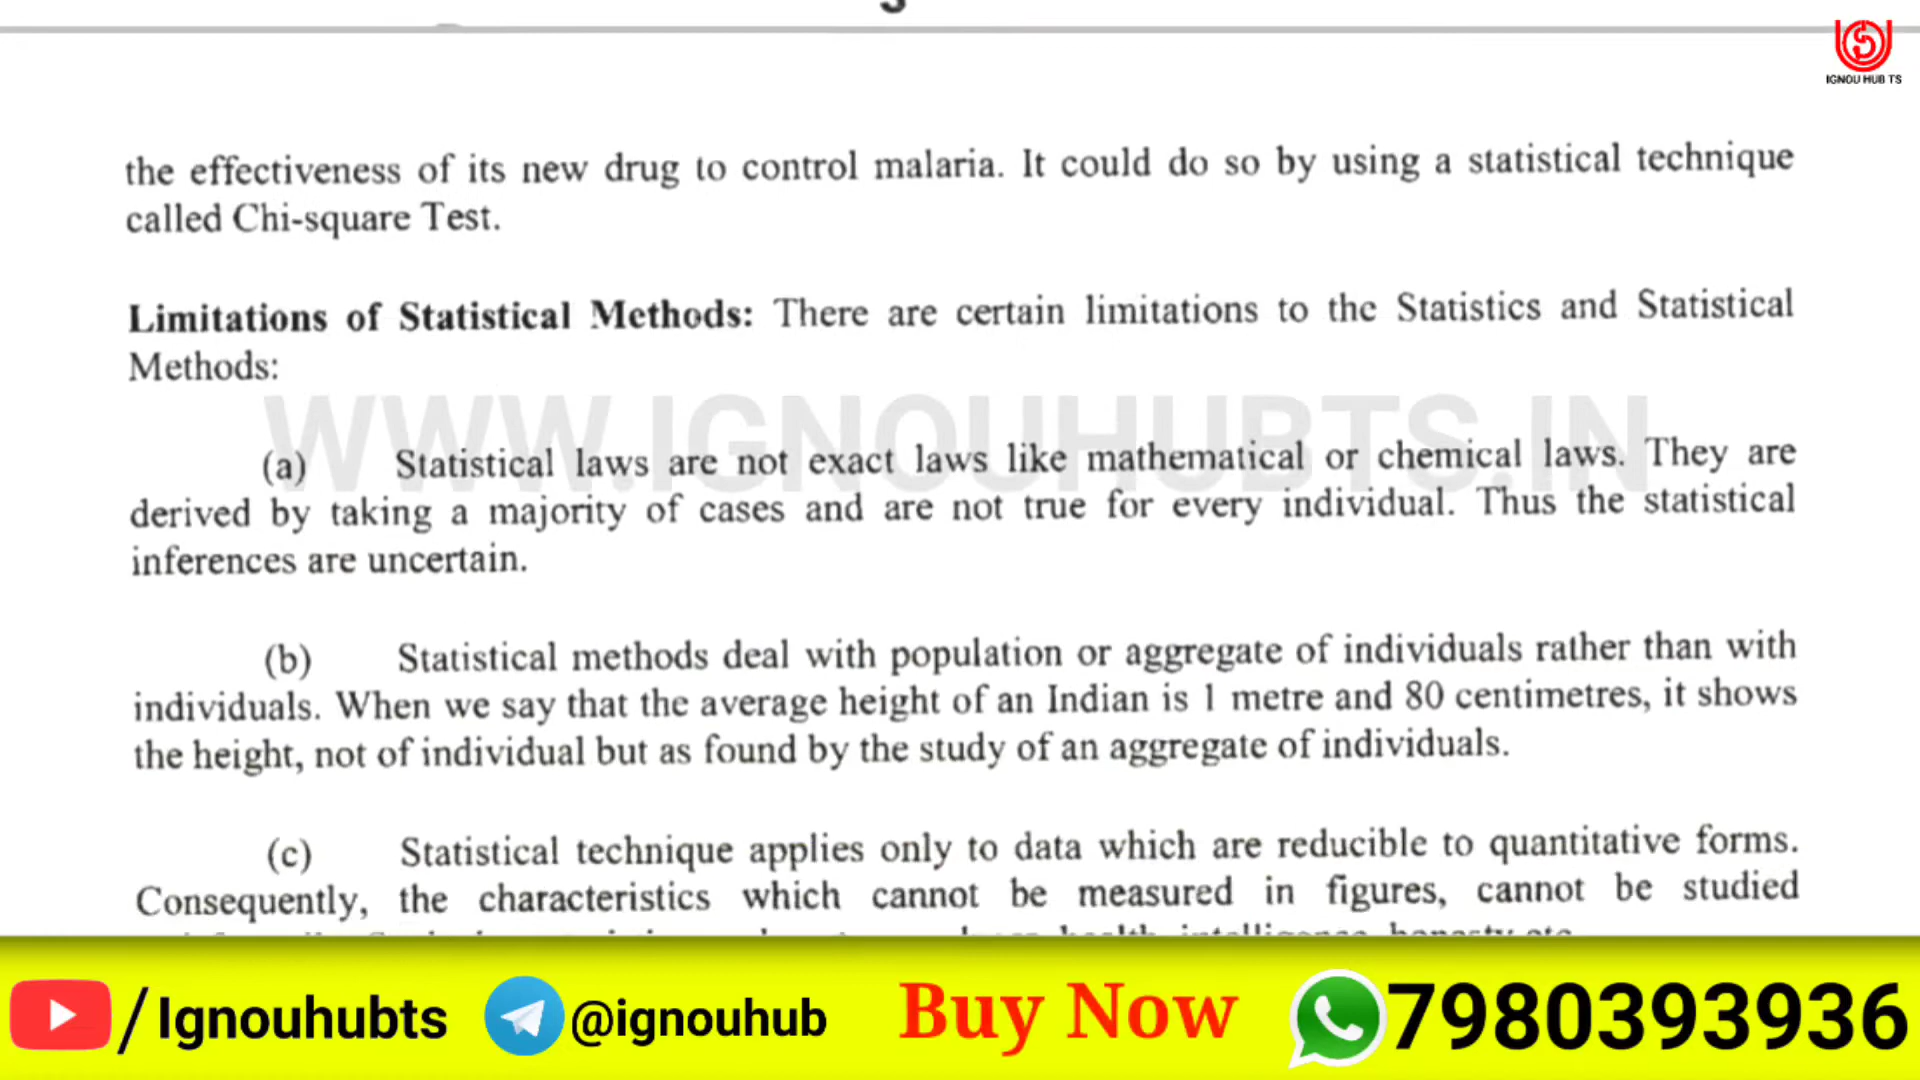 IGNOU HUB TS
the effectiveness of its new drug to control malaria. It could do so by using a statistical technique
called Chi-square Test.
Limitations of Statistical Methods: There are certain limitations to the Statistics and Statistical
Methods:
WWW.IGNOUHUBTS.IN
(a) Statistical laws are not exact laws like mathematical or chemical laws. They are
derived by taking a majority of cases and are not true for every individual. Thus the statistical
inferences are uncertain.
(b) Statistical methods deal with population or aggregate of individuals rather than with
individuals. When we say that the average height of an Indian is 1 metre and 80 centimetres, it shows
the height, not of individual but as found by the study of an aggregate of individuals.
(c) Statistical technique applies only to data which are reducible to quantitative forms.
Consequently, the characteristics which cannot be measured in figures, cannot be studied
health, intelligence, honesty etc.
/Ignouhubts @ignouhub Buy Now 7980393936